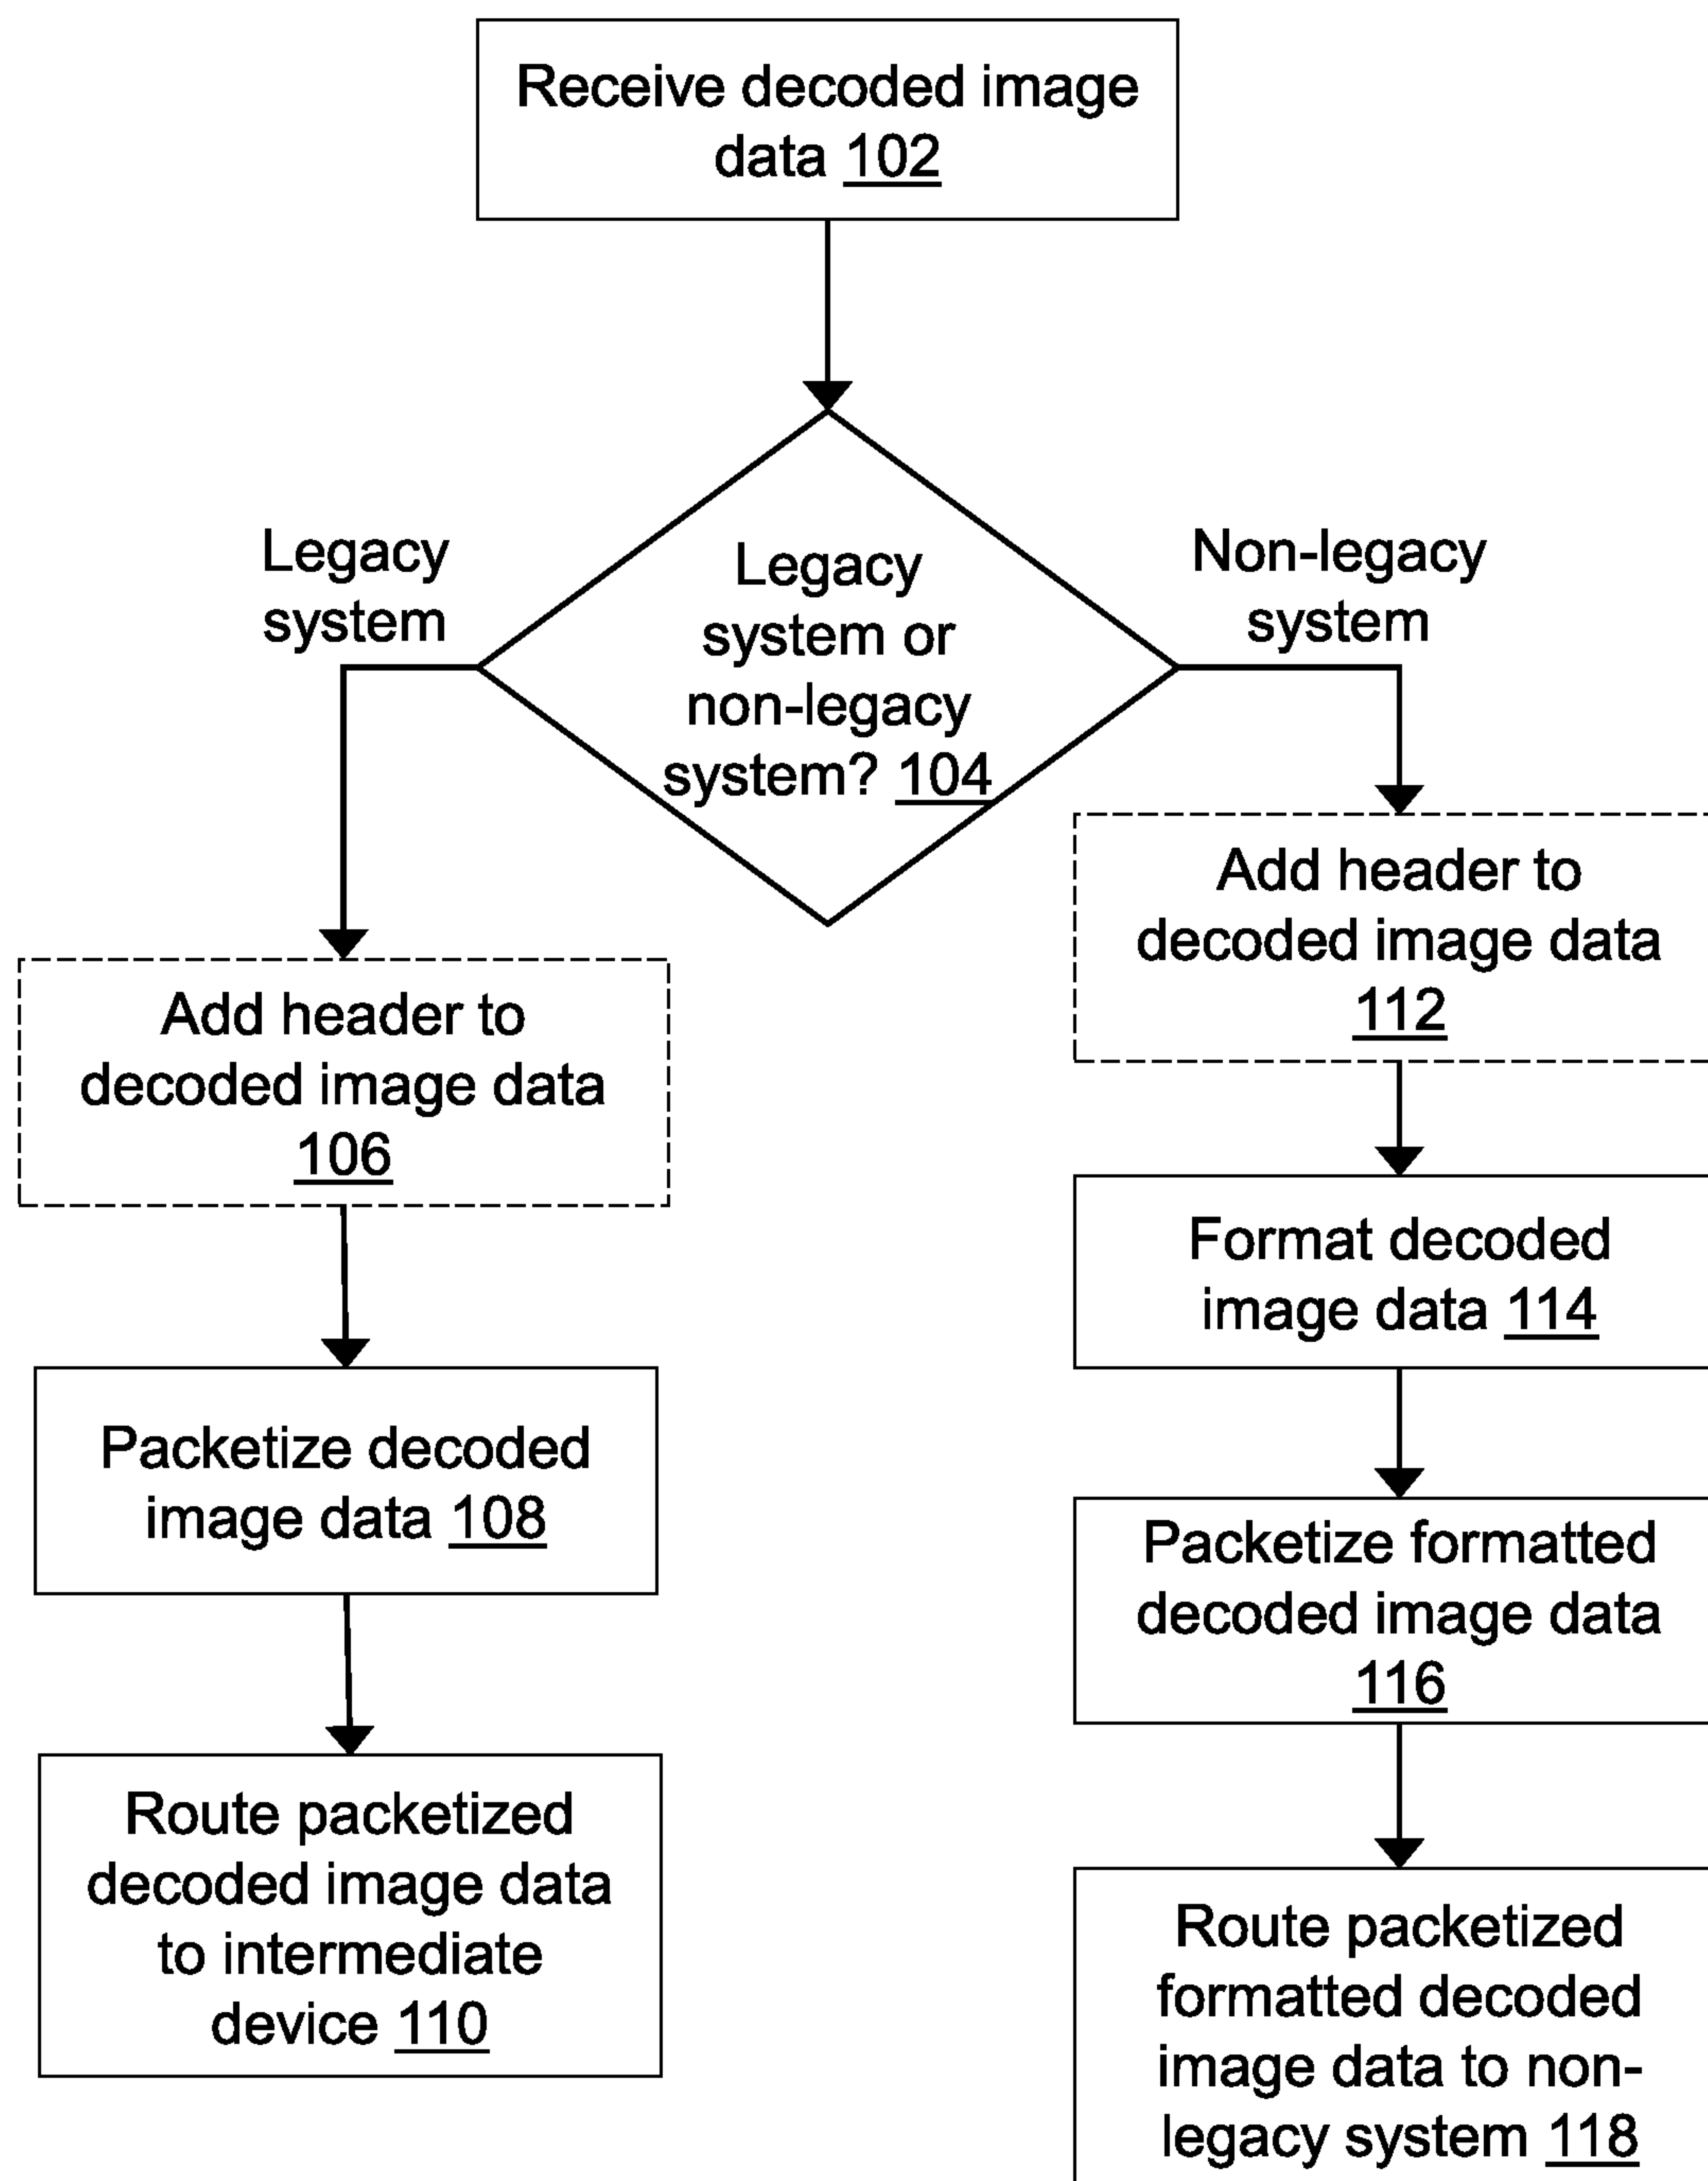 Receive decoded image
data 102
Legacy
system
Legacy
system or
non-legacy
system? 104
Non-legacy
system
Add header to
decoded image data
106
Packetize decoded
image data 108
Route packetized
decoded image data
to intermediate
device 110
Add header to
decoded image data
112
Format decoded
image data 114
Packetize formatted
decoded image data
116
Route packetized
formatted decoded
image data to non-
legacy system 118